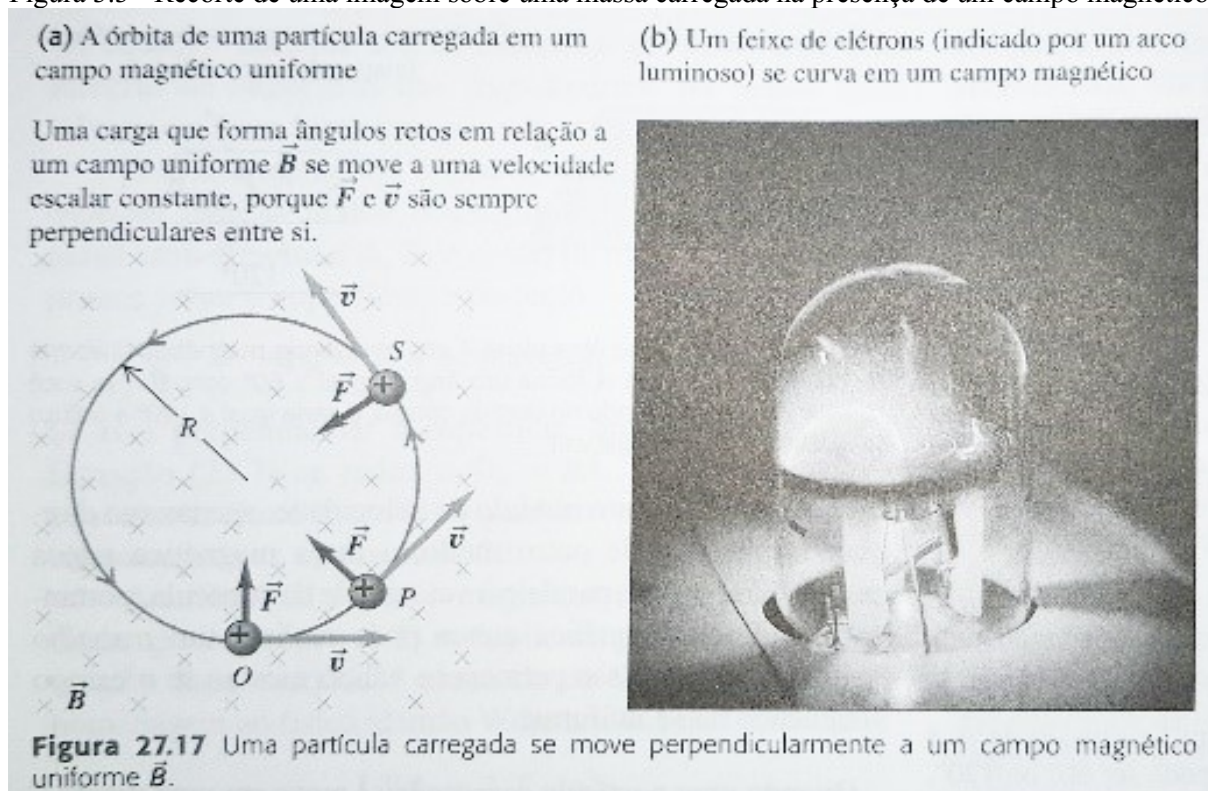 Figura 3.3 - Recorte de uma imagem sobre uma massa carregada na presença de um campo magnético
(a) A órbita de uma partícula carregada em um
campo magnético uniforme
Uma carga que forma ângulos retos em relação a
um campo uniforme B se move a uma velocidade
escalar constante, porque F e v são sempre
perpendiculares entre si.
(b) Um feixe de elétrons (indicado por um arco
luminoso) se curva em um campo magnético
v
S
F
R
F
v
P
F
v
O
B
Figura 27.17 Uma partícula carregada se move perpendicularmente a um campo magnético
uniforme B.